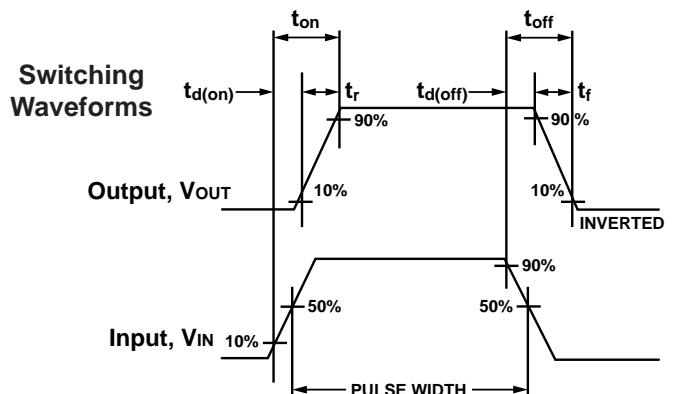 ton
toff
Switching
Waveforms
td(on)
tr
td(off)
tf
90%
90 %
Output, VOUT
10%
10%
INVERTED
90%
50%
50%
Input, VIN
10%
PULSE WIDTH